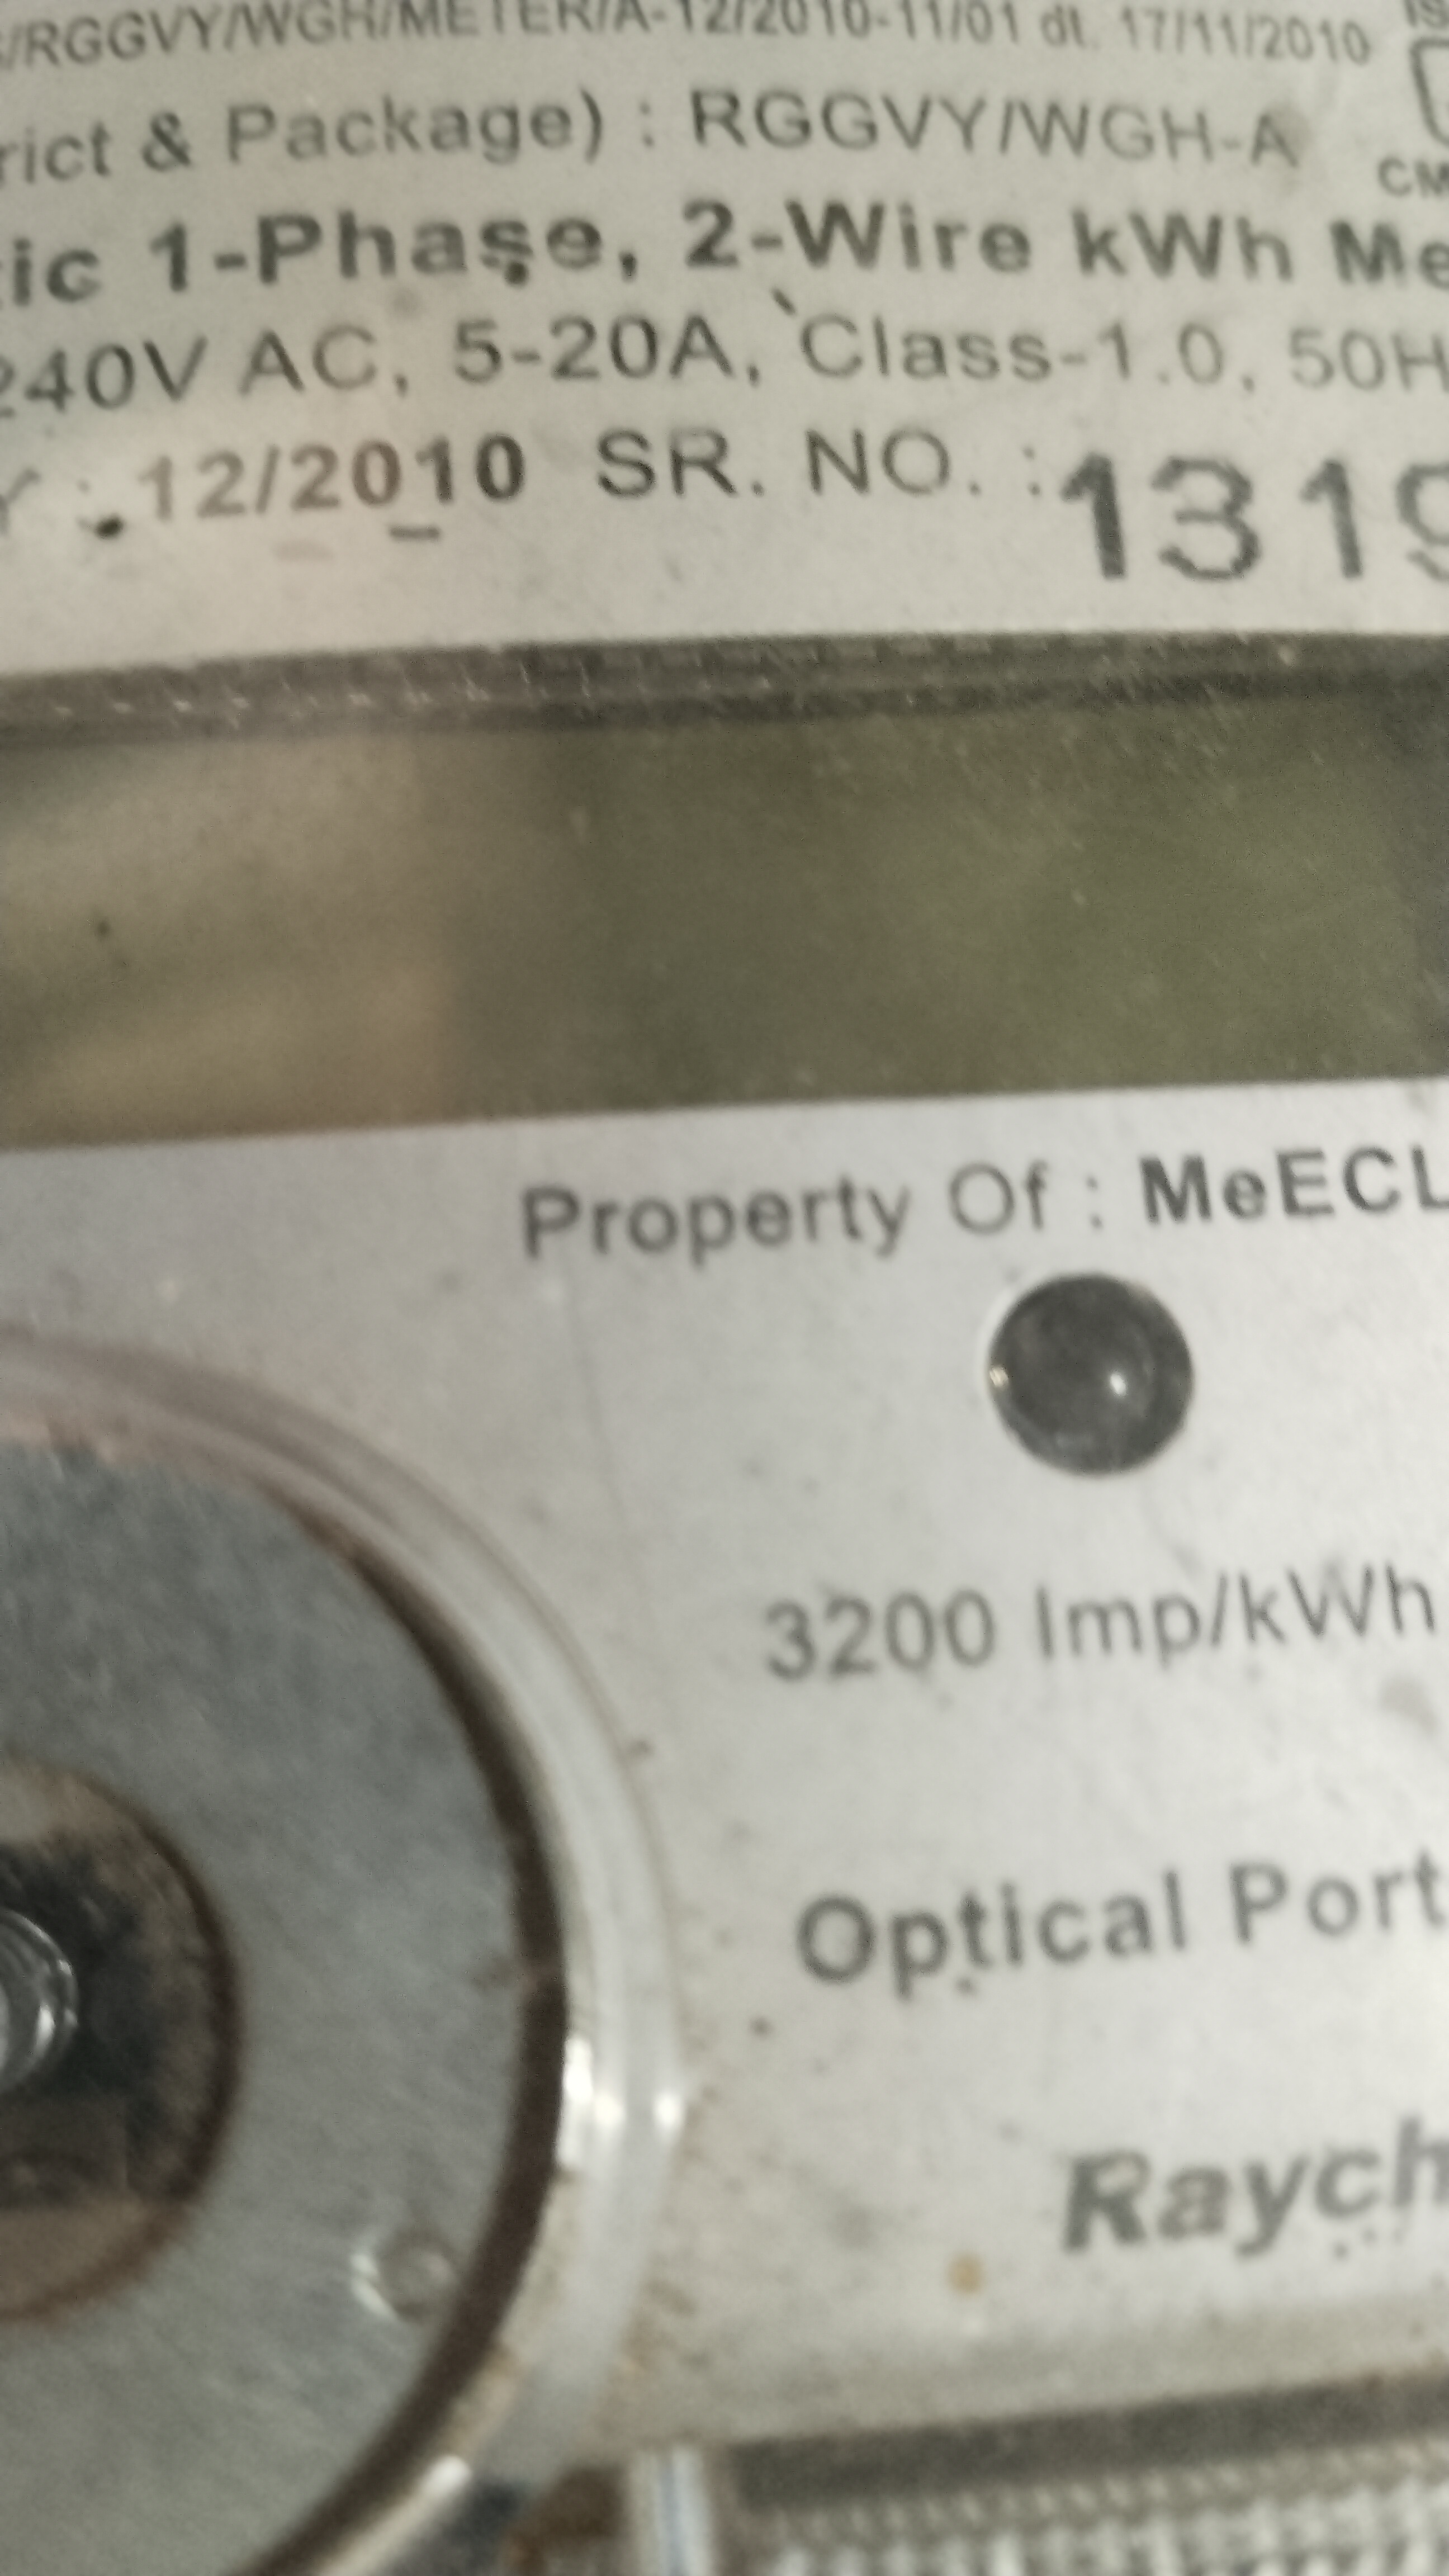 /RGGVY/WGH/METER/A-12/2010-11/01 dt. 17/11/2010
rict & Package) : RGGVY/WGH-A
CM
ic 1-Phase, 2-Wire kWh Me
240V AC, 5-20A, Class-1.0, 50H
Y : 12/2010 SR. NO. : 1319
Property Of : MeECL
3200 Imp/kWh
Optical Port
Raych